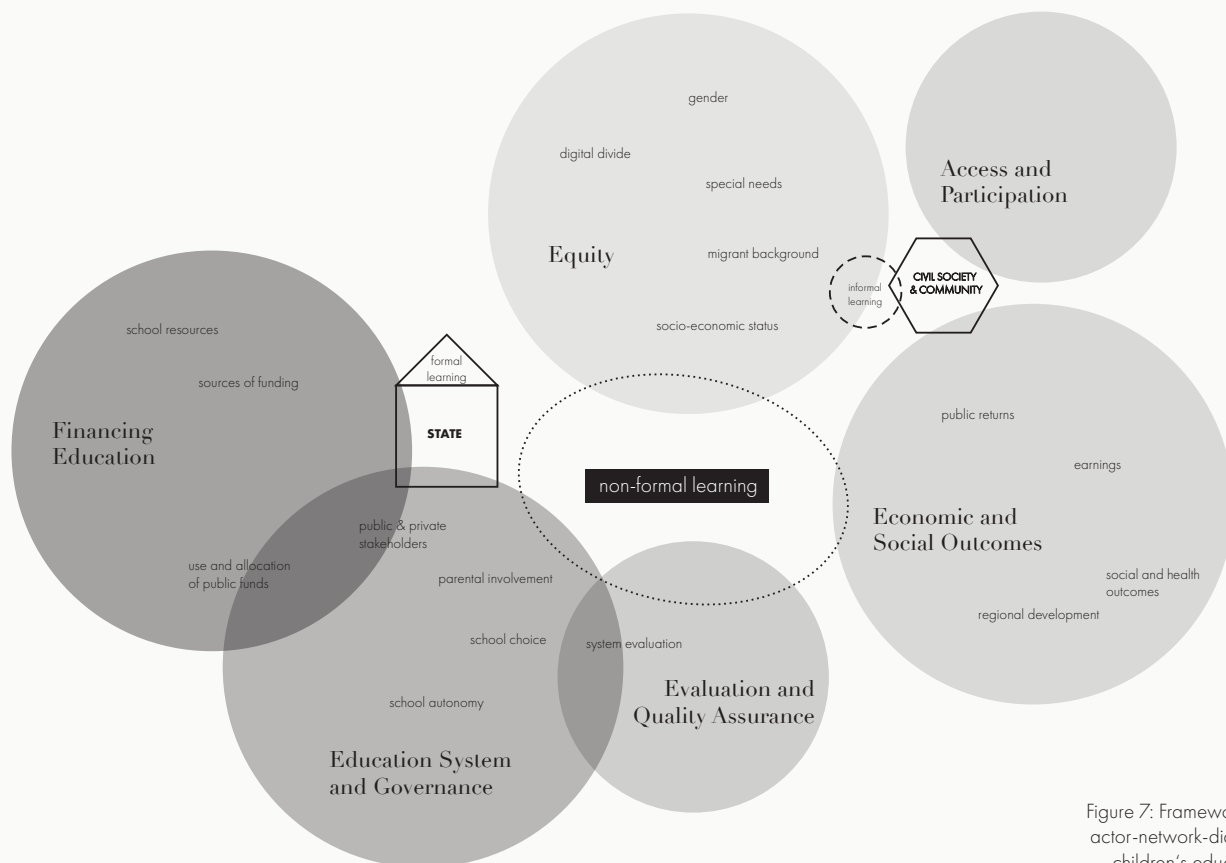 gender
digital divide
special needs
Equity
migrant background
socio-economic status
Access and
Participation
informal
learning
CIVIL SOCIETY
& COMMUNITY
school resources
sources of funding
Financing
Education
formal
learning
STATE
public & private
stakeholders
use and allocation
of public funds
non-formal learning
public returns
earnings
Economic and
Social Outcomes
social and health
outcomes
regional development
parental involvement
school choice
system evaluation
school autonomy
Evaluation and
Quality Assurance
Education System
and Governance
Figure 7: